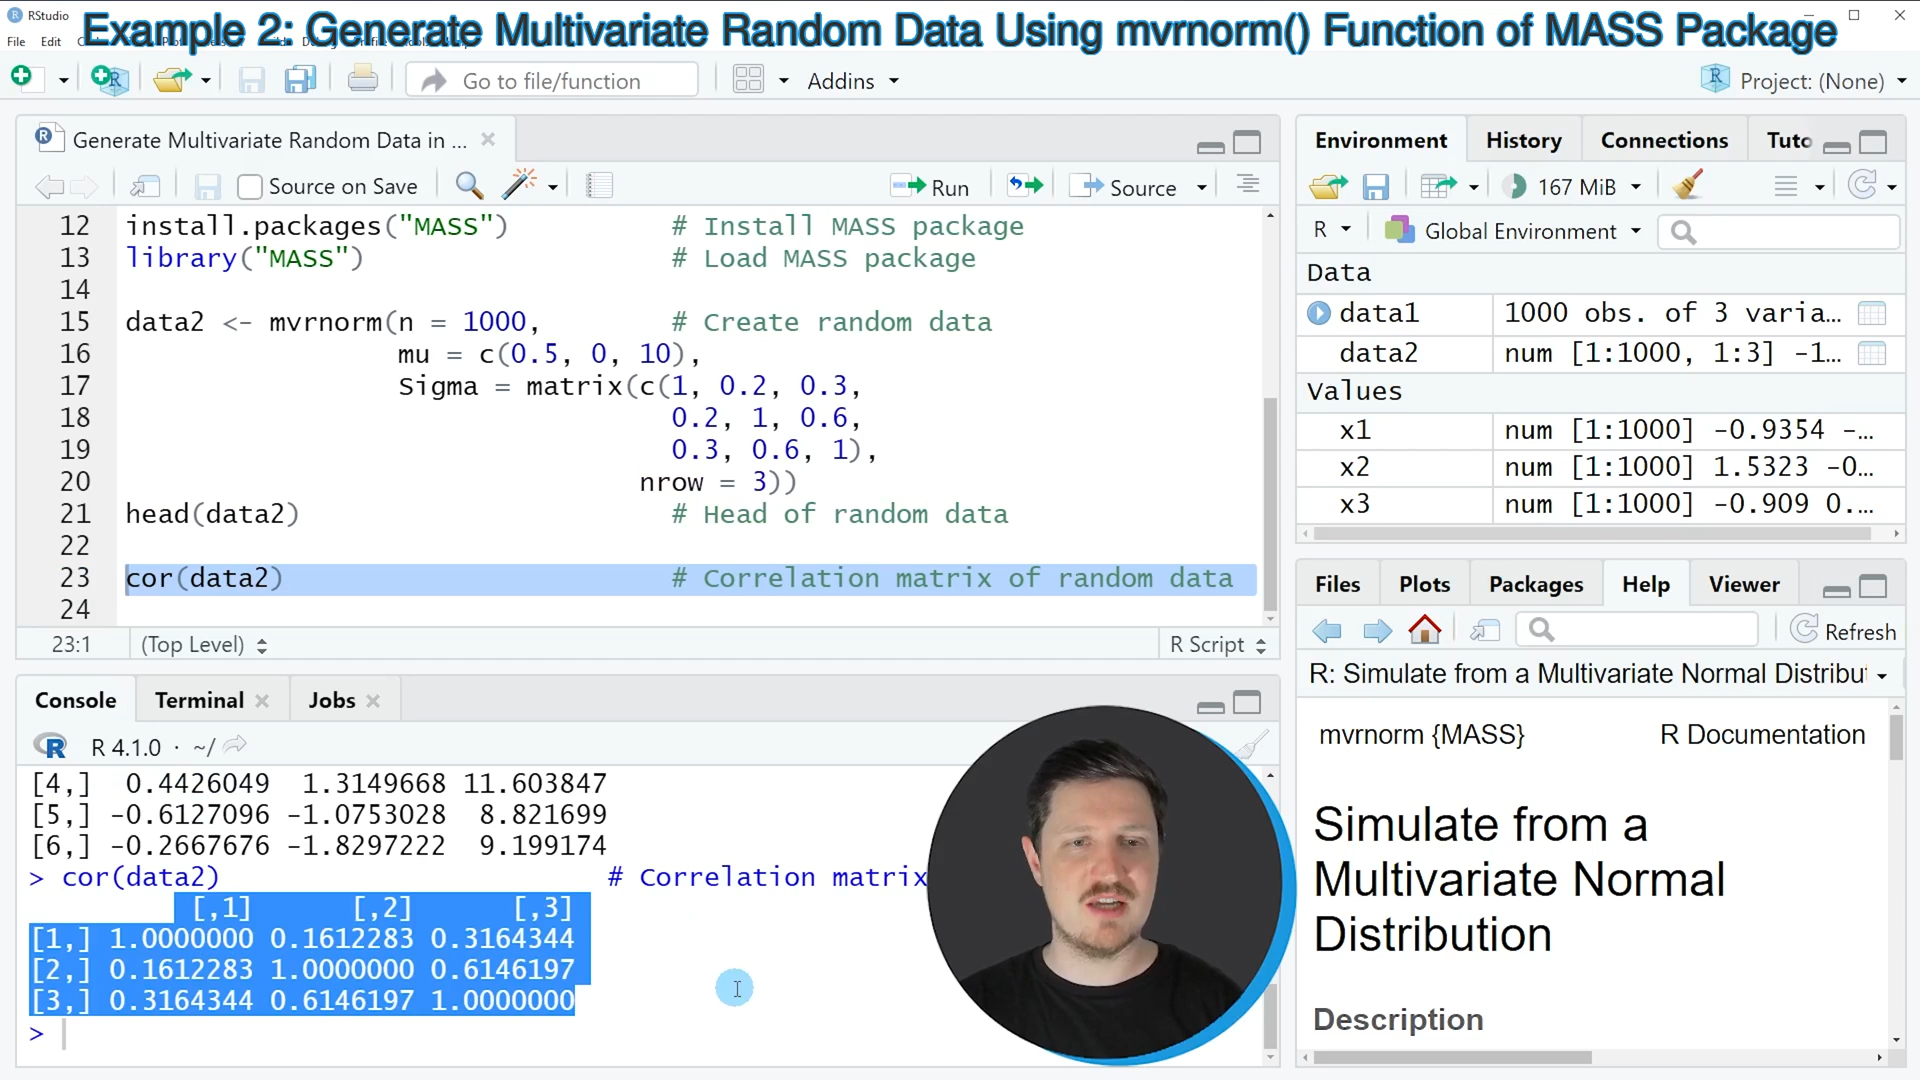 RStudio
Example 2: Generate Multivariate Random Data Using mvrnorm() Function of MASS Package
File Edit
Go to file/function
Addins
Project: (None)
Generate Multivariate Random Data in ...
Source on Save
Run
Source
12 install.packages("MASS") # Install MASS package
13 library("MASS") # Load MASS package
14
15 data2 <- mvrnorm(n = 1000, # Create random data
16 mu = c(0.5, 0, 10),
17 Sigma = matrix(c(1, 0.2, 0.3,
18 0.2, 1, 0.6,
19 0.3, 0.6, 1),
20 nrow = 3))
21 head(data2) # Head of random data
22
23 cor(data2) # Correlation matrix of random data
24
23:1 (Top Level) R Script
Console Terminal Jobs
R 4.1.0 · ~/
[4,] 0.4426049 1.3149668 11.603847
[5,] -0.6127096 -1.0753028 8.821699
[6,] -0.2667676 -1.8297222 9.199174
> cor(data2) # Correlation matrix
[,1] [,2] [,3]
[1,] 1.0000000 0.1612283 0.3164344
[2,] 0.1612283 1.0000000 0.6146197
[3,] 0.3164344 0.6146197 1.0000000
>
Environment History Connections Tuto
167 MiB
R Global Environment
Data
data1 1000 obs. of 3 varia...
data2 num [1:1000, 1:3] -1...
Values
x1 num [1:1000] -0.9354 -...
x2 num [1:1000] 1.5323 -0...
x3 num [1:1000] -0.909 0....
Files Plots Packages Help Viewer
Refresh
R: Simulate from a Multivariate Normal Distribut
mvrnorm {MASS} R Documentation
Simulate from a
Multivariate Normal
Distribution
Description